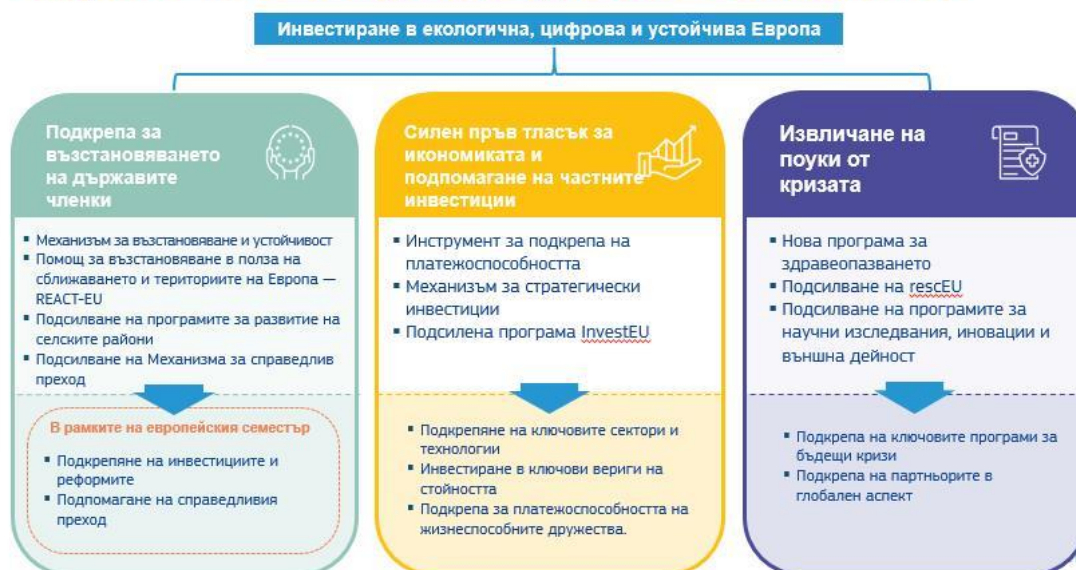 Инвестиране в екологична, цифрова и устойчива Европа
Подкрепа за
възстановяването
на държавите
членки
▪ Механизъм за възстановяване и устойчивост
▪ Помощ за възстановяване в полза на
сближаването и териториите на Европа —
REACT-EU
▪ Подсилване на програмите за развитие на
селските райони
▪ Подсилване на Механизма за справедлив
преход
В рамките на европейския семестър
▪ Подкрепяне на инвестициите и
реформите
▪ Подпомагане на справедливия
преход
Силен пръв тласък за
икономиката и
подпомагане на частните
инвестиции
▪ Инструмент за подкрепа на
платежоспособността
▪ Механизъм за стратегически
инвестиции
▪ Подсилена програма InvestEU
▪ Подкрепяне на ключовите сектори и
технологии
▪ Инвестиране в ключови вериги на
стойността
▪ Подкрепа за платежоспособността на
жизнеспособните дружества.
Извличане на
поуки от
кризата
▪ Нова програма за
здравеопазването
▪ Подсилване на rescEU
▪ Подсилване на програмите за
научни изследвания, иновации и
външна дейност
▪ Подкрепа на ключовите програми за
бъдещи кризи
▪ Подкрепа на партньорите в
глобален аспект